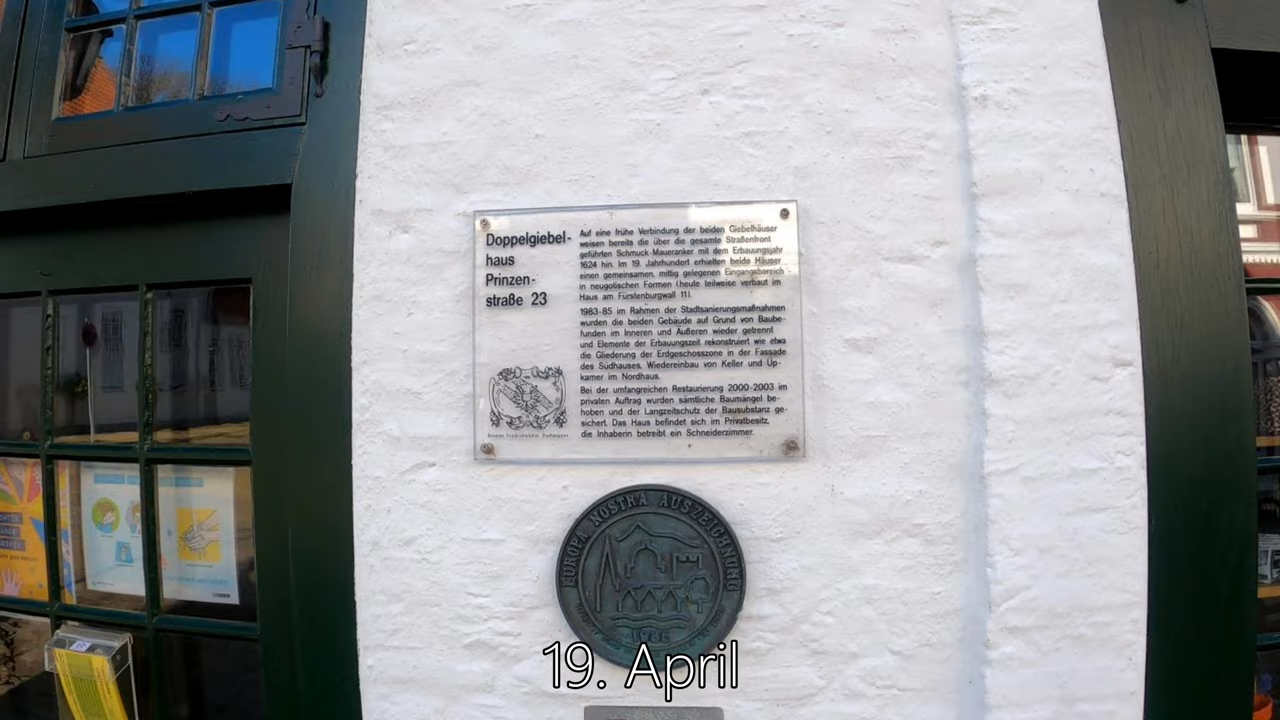 Doppelgiebel-
haus
Prinzen-
straße 23
Auf eine frühe Verbindung der beiden Giebelhäuser
weisen bereits die über die gesamte Straßenfront
geführten Schmuck-Maueranker mit dem Erbauungsjahr
1624 hin. Im 19. Jahrhundert erhielten beide Häuser
einen gemeinsamen, mittig gelegenen Eingangsbereich
in neugotischen Formen (heute teilweise verbaut im
Haus am Fürstenburgwall 11).
1983-85 im Rahmen der Stadtsanierungsmaßnahmen
wurden die beiden Gebäude auf Grund von Baube-
funden im Inneren und Äußeren wieder getrennt
und Elemente der Erbauungszeit rekonstruiert wie etwa
die Gliederung der Erdgeschosszone in der Fassade
des Südhauses, Wiedereinbau von Keller und Up-
kamer im Nordhaus.
Bei der umfangreichen Restaurierung 2000-2003 im
privaten Auftrag wurden sämtliche Baumängel be-
hoben und der Langzeitschutz der Bausubstanz ge-
sichert. Das Haus befindet sich im Privatbesitz,
die Inhaberin betreibt ein Schneiderzimmer.
EUROPA NOSTRA AUSZEICHNUNG
19. April